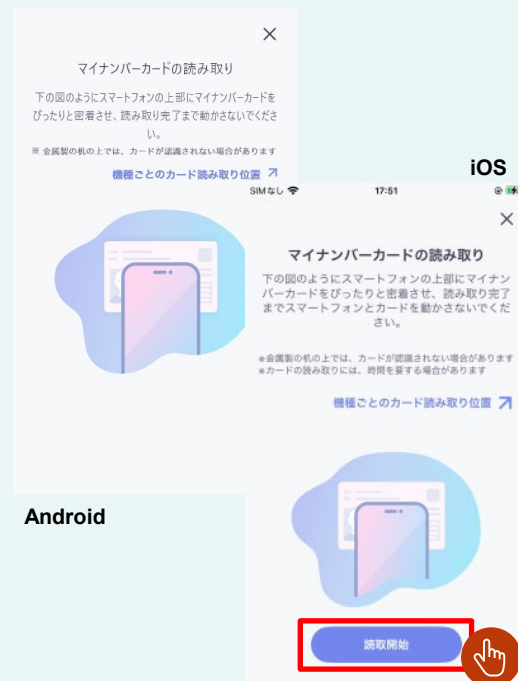 マイナンバーカードの読み取り
下の図のようにスマートフォンの上部にマイナンバーカードを
ぴったりと密着させ、読み取り完了まで動かさないでくださ
い。
※ 金属製の机の上では、カードが認識されない場合があります
機種ごとのカード読み取り位置
Android
iOS
SIMなし
17:51
マイナンバーカードの読み取り
下の図のようにスマートフォンの上部にマイナン
バーカードをぴったりと密着させ、読み取り完了
までスマートフォンとカードを動かさないでくだ
さい。
※金属製の机の上では、カードが認識されない場合があります
※カードの読み取りには、時間を要する場合があります
機種ごとのカード読み取り位置
読取開始